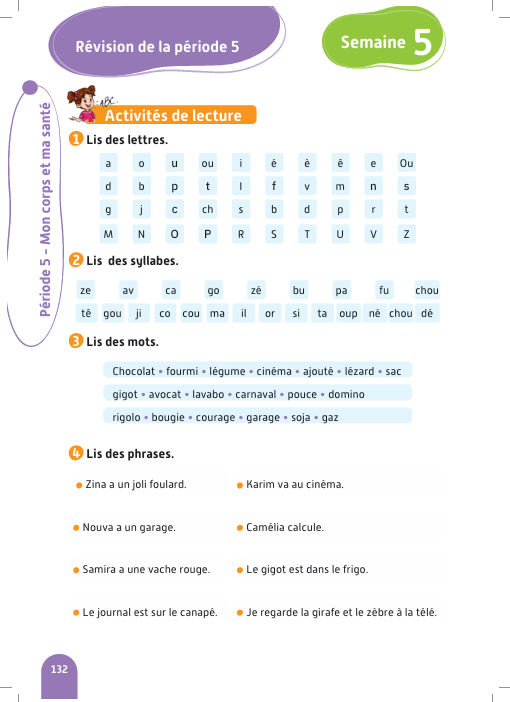 Révision de la période 5
Semaine 5
Période 5 - Mon corps et ma santé
ABC
Activités de lecture
1 Lis des lettres.
a o u ou i é è ê e Ou
d b p t l f v m n s
g j c ch s b d p r t
M N O P R S T U V Z
2 Lis des syllabes.
ze av ca go zé bu pa fu chou
tê gou ji co cou ma il or si ta oup né chou dé
3 Lis des mots.
Chocolat • fourmi • légume • cinéma • ajouté • lézard • sac
gigot • avocat • lavabo • carnaval • pouce • domino
rigolo • bougie • courage • garage • soja • gaz
4 Lis des phrases.
• Zina a un joli foulard. • Karim va au cinéma.
• Nouva a un garage. • Camélia calcule.
• Samira a une vache rouge. • Le gigot est dans le frigo.
• Le journal est sur le canapé. • Je regarde la girafe et le zèbre à la télé.
132